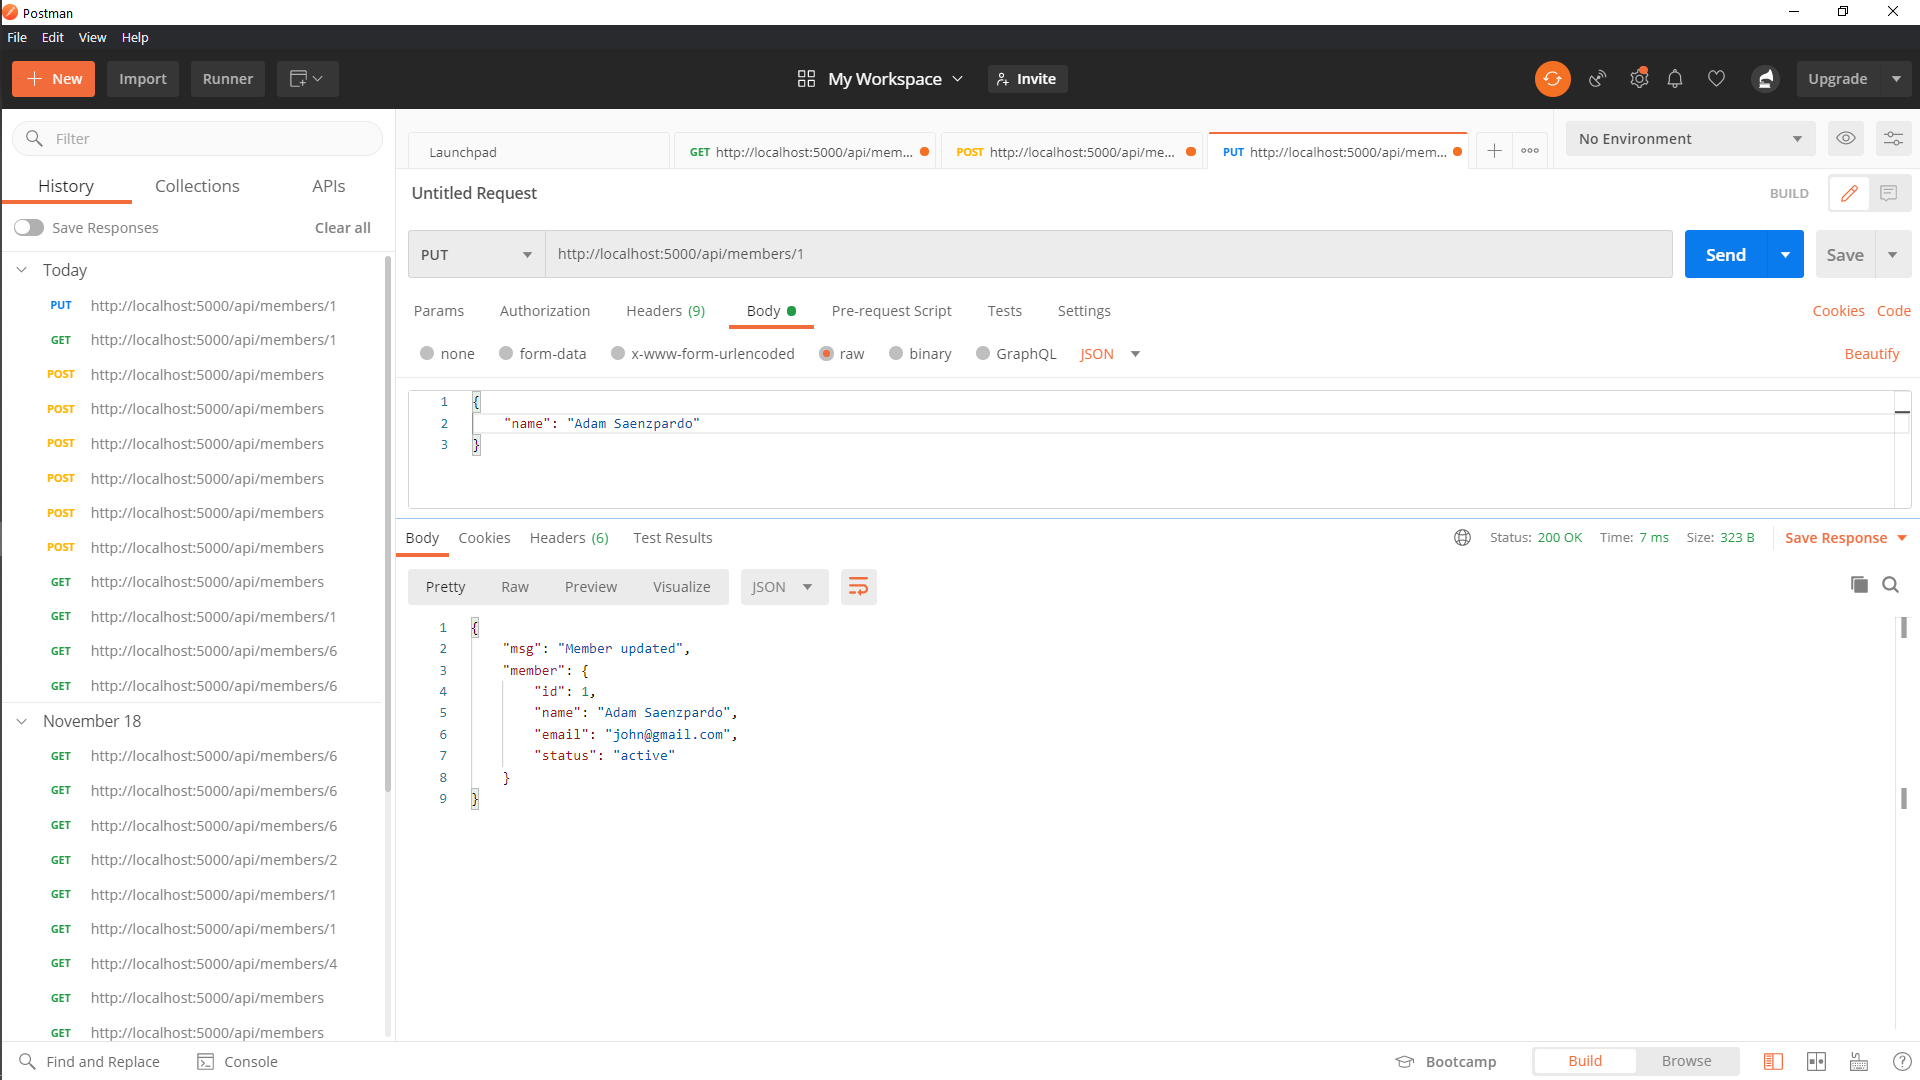 Postman
File Edit View Help
New Import Runner My Workspace Invite Upgrade
Filter
History Collections APIs
Save Responses Clear all
Today
PUT http://localhost:5000/api/members/1
GET http://localhost:5000/api/members/1
POST http://localhost:5000/api/members
POST http://localhost:5000/api/members
POST http://localhost:5000/api/members
POST http://localhost:5000/api/members
POST http://localhost:5000/api/members
POST http://localhost:5000/api/members
GET http://localhost:5000/api/members
GET http://localhost:5000/api/members/1
GET http://localhost:5000/api/members/6
GET http://localhost:5000/api/members/6
November 18
GET http://localhost:5000/api/members/6
GET http://localhost:5000/api/members/6
GET http://localhost:5000/api/members/6
GET http://localhost:5000/api/members/2
GET http://localhost:5000/api/members/1
GET http://localhost:5000/api/members/1
GET http://localhost:5000/api/members/4
GET http://localhost:5000/api/members
GET http://localhost:5000/api/members
Launchpad GET http://localhost:5000/api/mem... POST http://localhost:5000/api/me... PUT http://localhost:5000/api/mem... No Environment
Untitled Request BUILD
PUT http://localhost:5000/api/members/1 Send Save
Params Authorization Headers (9) Body Pre-request Script Tests Settings Cookies Code
none form-data x-www-form-urlencoded raw binary GraphQL JSON Beautify
1 {
2 "name": "Adam Saenzpardo"
3 }
Body Cookies Headers (6) Test Results Status: 200 OK Time: 7 ms Size: 323 B Save Response
Pretty Raw Preview Visualize JSON
1 {
2 "msg": "Member updated",
3 "member": {
4 "id": 1,
5 "name": "Adam Saenzpardo",
6 "email": "john@gmail.com",
7 "status": "active"
8 }
9 }
Find and Replace Console Bootcamp Build Browse